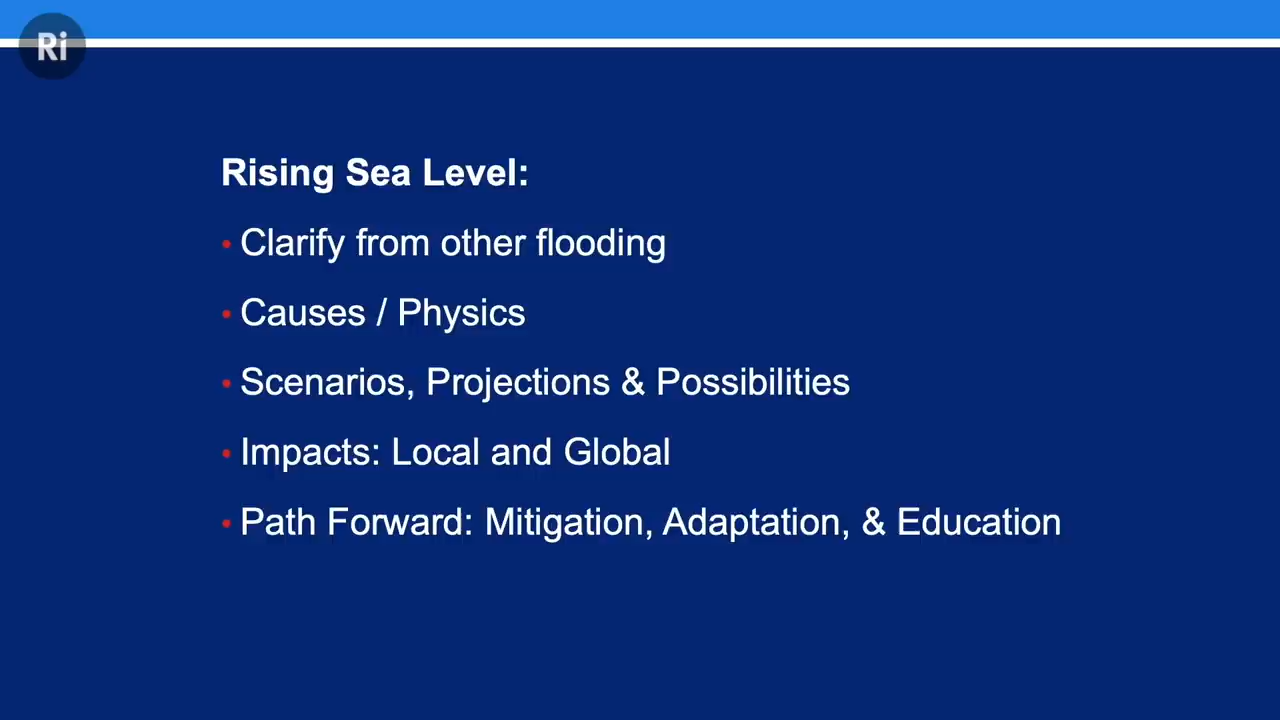 Ri
Rising Sea Level:
• Clarify from other flooding
• Causes / Physics
• Scenarios, Projections & Possibilities
• Impacts: Local and Global
• Path Forward: Mitigation, Adaptation, & Education